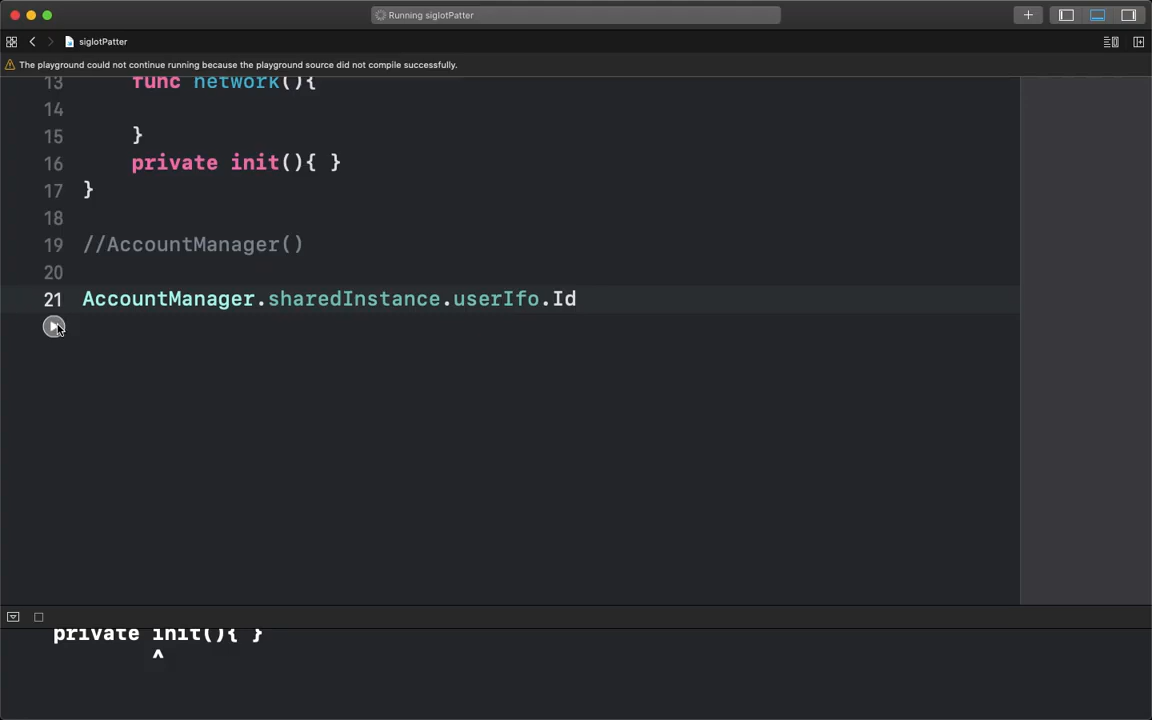 Running siglotPatter
siglotPatter
The playground could not continue running because the playground source did not compile successfully.
13 func network(){
14
15 }
16 private init(){ }
17 }
18
19 //AccountManager()
20
21 AccountManager.sharedInstance.userIfo.Id
private init(){ }
^